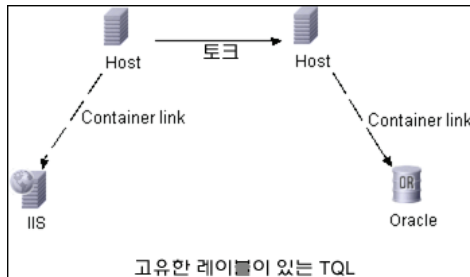 Host
토크
Host
Container link
Container link
OR
IIS
Oracle
고유한 레이블이 있는 TQL